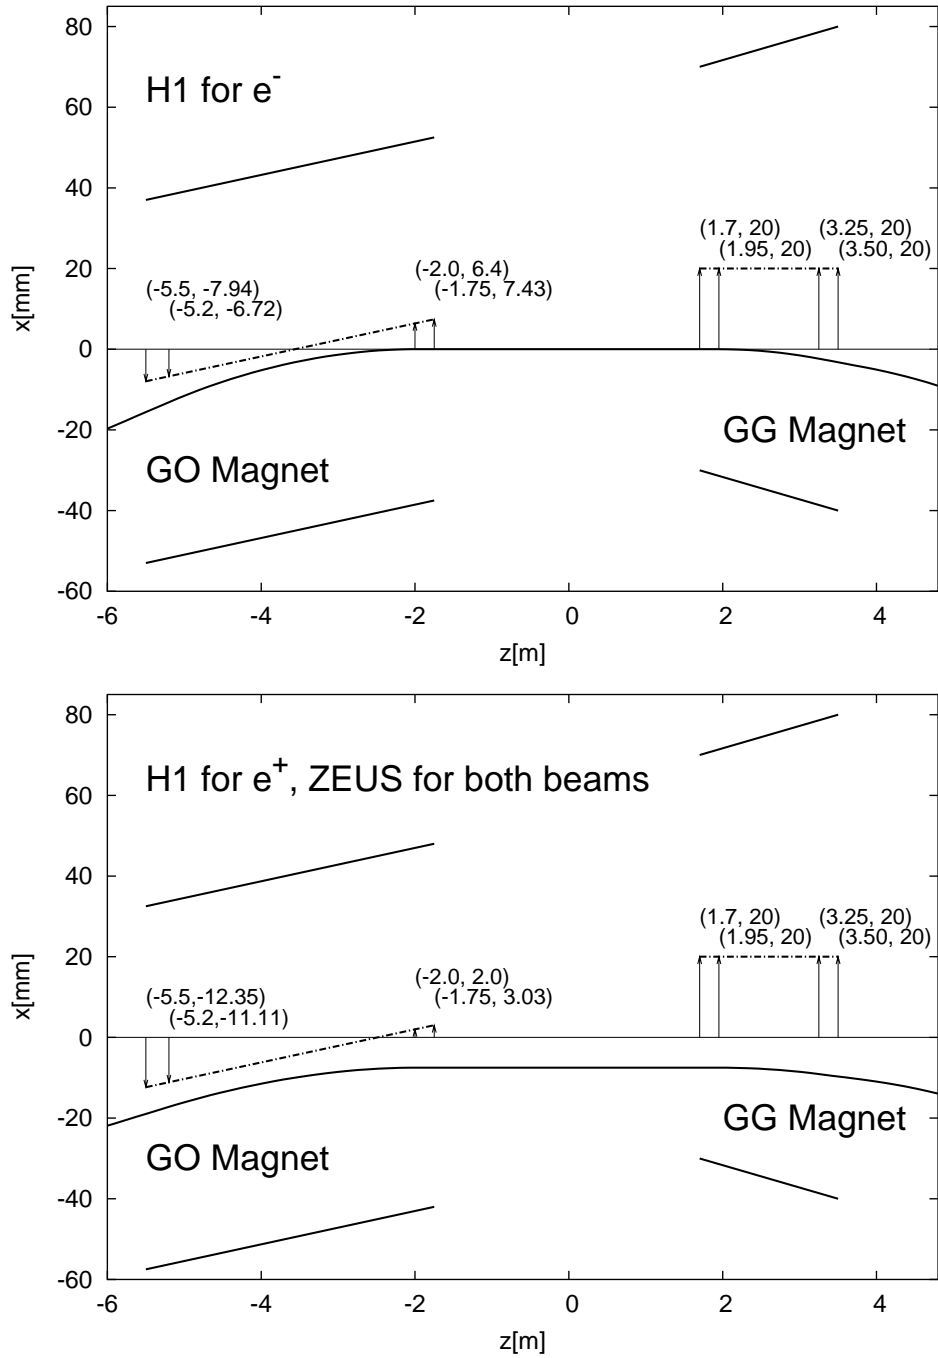 80
H1 for e-
60
40
(1.7, 20) (3.25, 20)
(1.95, 20) (3.50, 20)
x[mm]
20
(-2.0, 6.4)
(-5.5, -7.94) (-1.75, 7.43)
(-5.2, -6.72)
0
-20
GG Magnet
GO Magnet
-40
-60
-6 -4 -2 0 2 4
z[m]
80
H1 for e+, ZEUS for both beams
60
40
(1.7, 20) (3.25, 20)
(1.95, 20) (3.50, 20)
x[mm]
20
(-2.0, 2.0)
(-5.5,-12.35) (-1.75, 3.03)
(-5.2,-11.11)
0
-20
GG Magnet
GO Magnet
-40
-60
-6 -4 -2 0 2 4
z[m]